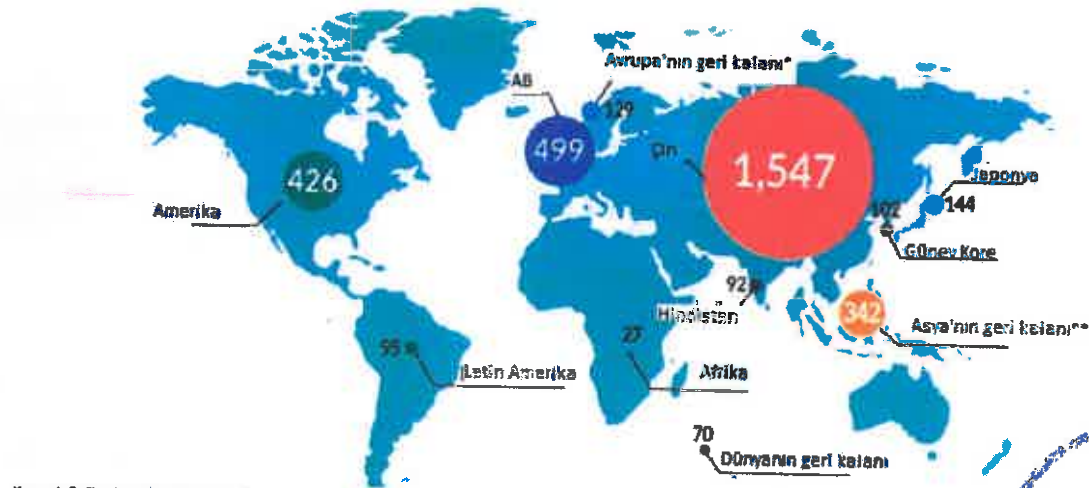 Avrupa'nın geri kalanı*
AB
129
499
Çin
1,547
426
Japonya
Amerika
102
144
Güney Kore
92
Hindistan
342
Asya'nın geri kalanı**
27
95
Latin Amerika
Afrika
70
Dünyanın geri kalanı